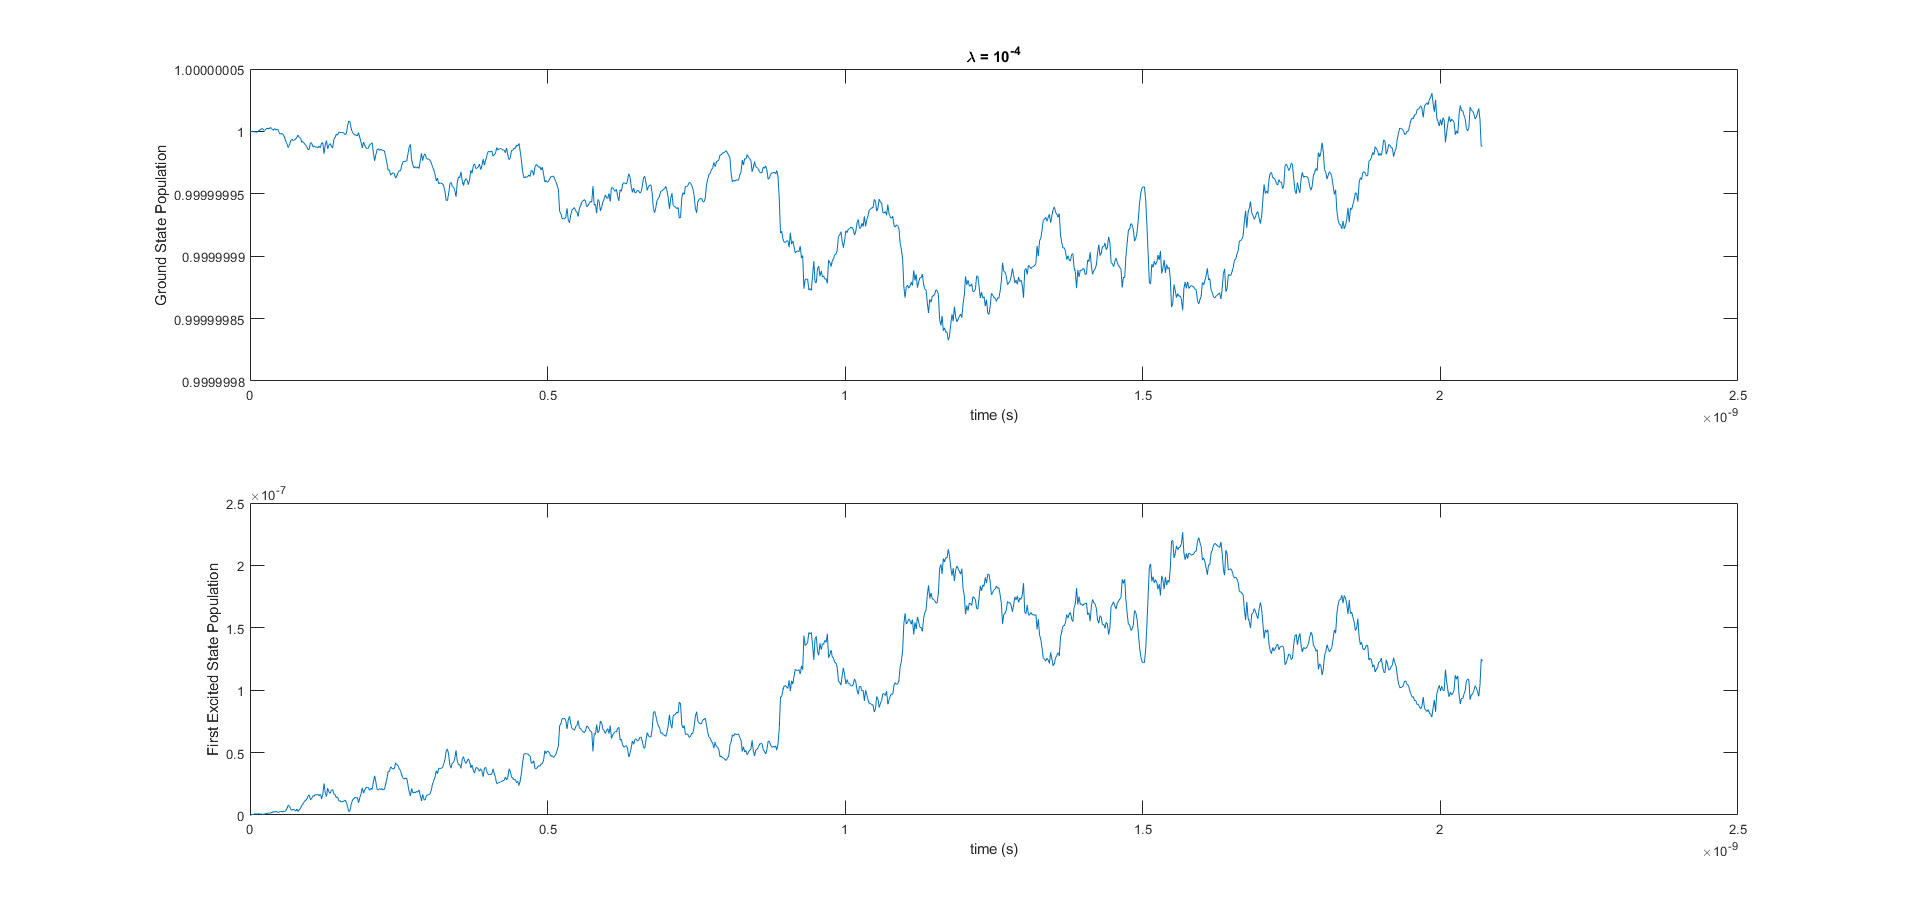 λ = 10⁻⁴
1.00000005
1
0.99999995
0.9999999
0.99999985
0.9999998
Ground State Population
0 0.5 1 1.5 2 2.5
time (s)
×10⁻⁹
×10⁻⁷
2.5
2
1.5
1
0.5
0
First Excited State Population
0 0.5 1 1.5 2 2.5
time (s)
×10⁻⁹